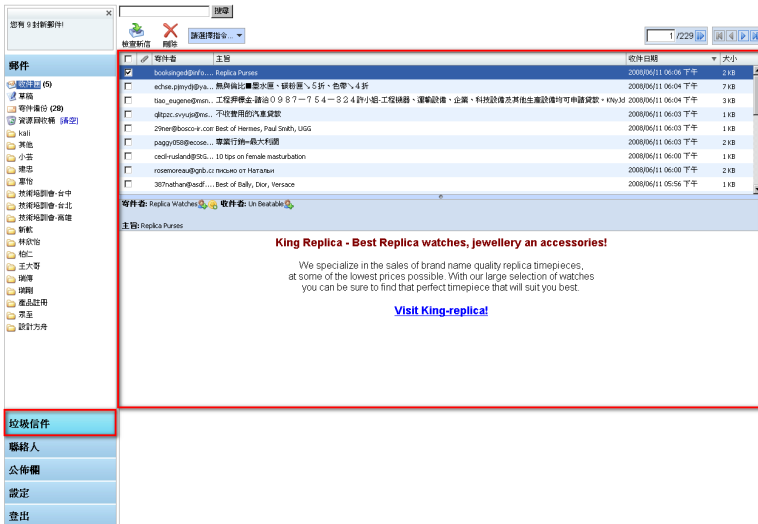 您有 9 封新郵件!
搜尋
檢查新信
刪除
請選擇指令...
1 /229
郵件
收件匣 (5)
草稿
寄件備份 (28)
資源回收桶 [清空]
kali
其他
小芸
建忠
惠怡
技術培訓會-台中
技術培訓會-台北
技術培訓會-高雄
新軟
林欣怡
柏仁
王大哥
瑞傳
瑞剛
產品註冊
眾至
設計方舟
垃圾信件
聯絡人
公佈欄
設定
登出
寄件者 主旨 收件日期 大小
booksinged@info.... Replica Purses 2008/06/11 06:06 下午 2 KB
echse.pjmydj@ya... 無與倫比■墨水匣、碳粉匣↘5折、色帶↘4折 2008/06/11 06:04 下午 7 KB
tiao_eugene@msn... 工程押標金-請洽０９８７－７５４－３２４許小姐-工程機器、運輸設備、企業、科技設備及其他生產設備均可申請貸款。KNyJd 2008/06/11 06:04 下午 3 KB
qlitpzc.svyujs@ms... 不收費用的汽車貸款 2008/06/11 06:03 下午 1 KB
29ner@bosco-ir.com Best of Hermes, Paul Smith, UGG 2008/06/11 06:03 下午 1 KB
paggy058@ecose... 專業行銷=最大利潤 2008/06/11 06:03 下午 2 KB
cecil-rusland@StG... 10 tips on female masturbation 2008/06/11 06:00 下午 1 KB
rosemoreau@gnb.ca письмо от Натальи 2008/06/11 06:00 下午 2 KB
387nathan@asdf.... Best of Bally, Dior, Versace 2008/06/11 05:56 下午 1 KB
寄件者: Replica Watches 收件者: Un Beatable
主旨: Replica Purses
King Replica - Best Replica watches, jewellery an accessories!
We specialize in the sales of brand name quality replica timepieces,
at some of the lowest prices possible. With our large selection of watches
you can be sure to find that perfect timepiece that will suit you best.
Visit King-replica!